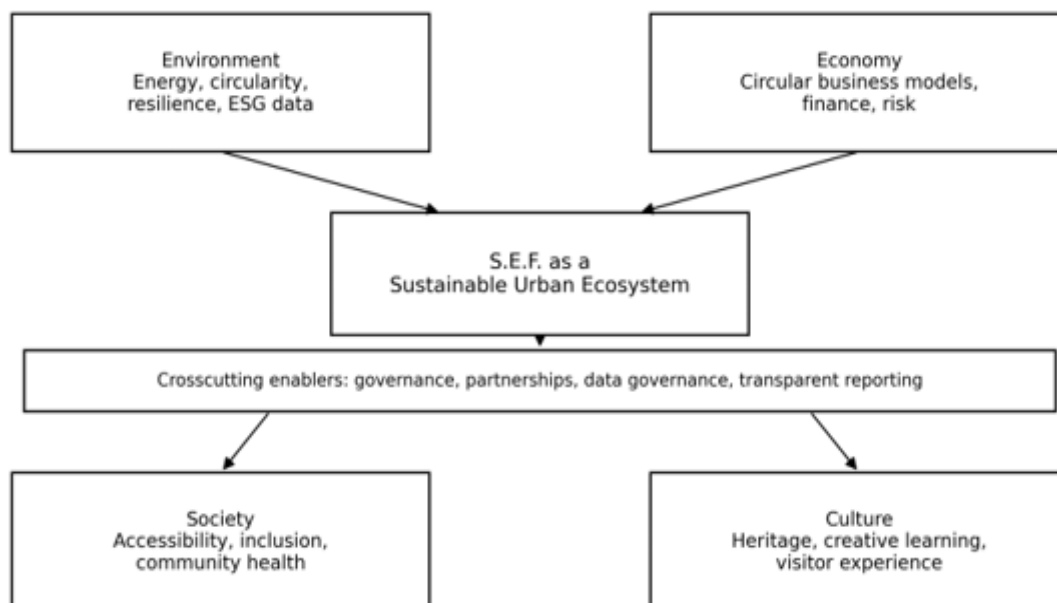 Environment
Energy, circularity,
resilience, ESG data
Economy
Circular business models,
finance, risk
S.E.F. as a
Sustainable Urban Ecosystem
Crosscutting enablers: governance, partnerships, data governance, transparent reporting
Society
Accessibility, inclusion,
community health
Culture
Heritage, creative learning,
visitor experience